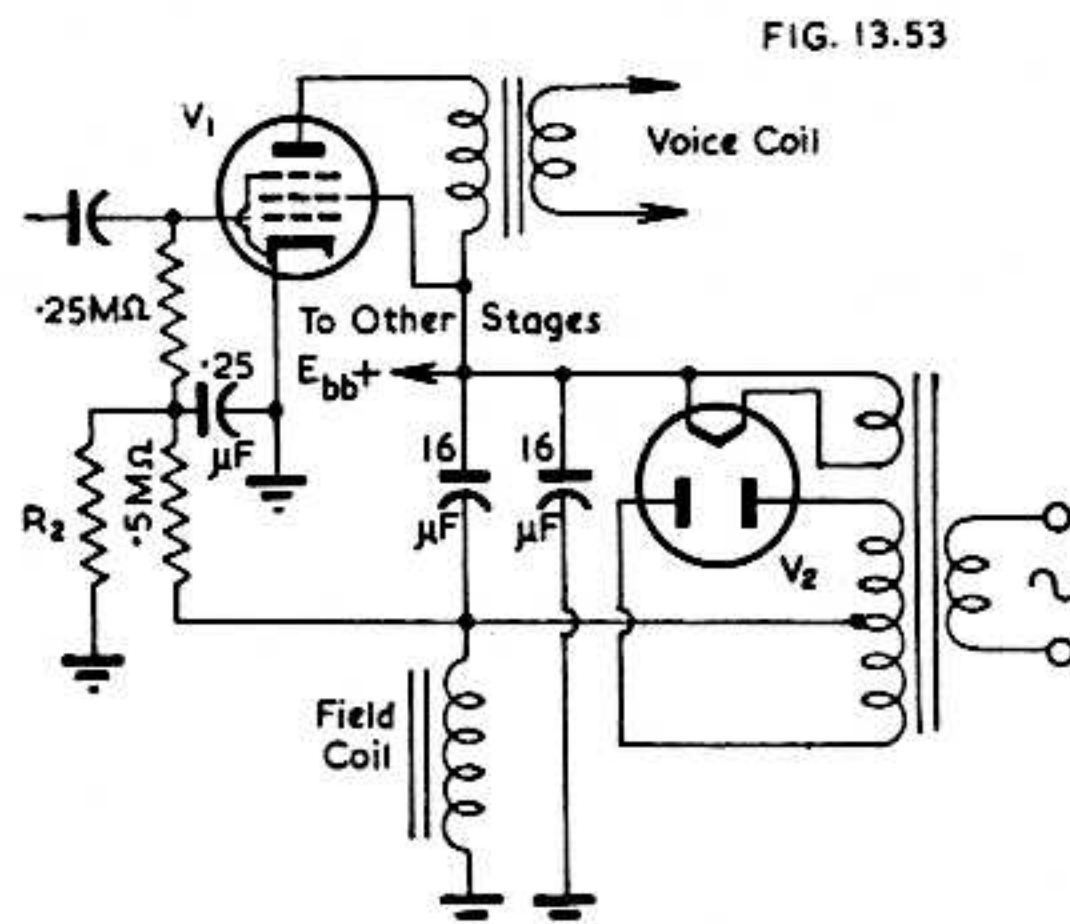 FIG. 13.53
V1
Voice Coil
.25MΩ
To Other Stages
Ebb+
.25
μF
R2
.5MΩ
16
μF
16
μF
V2
Field
Coil